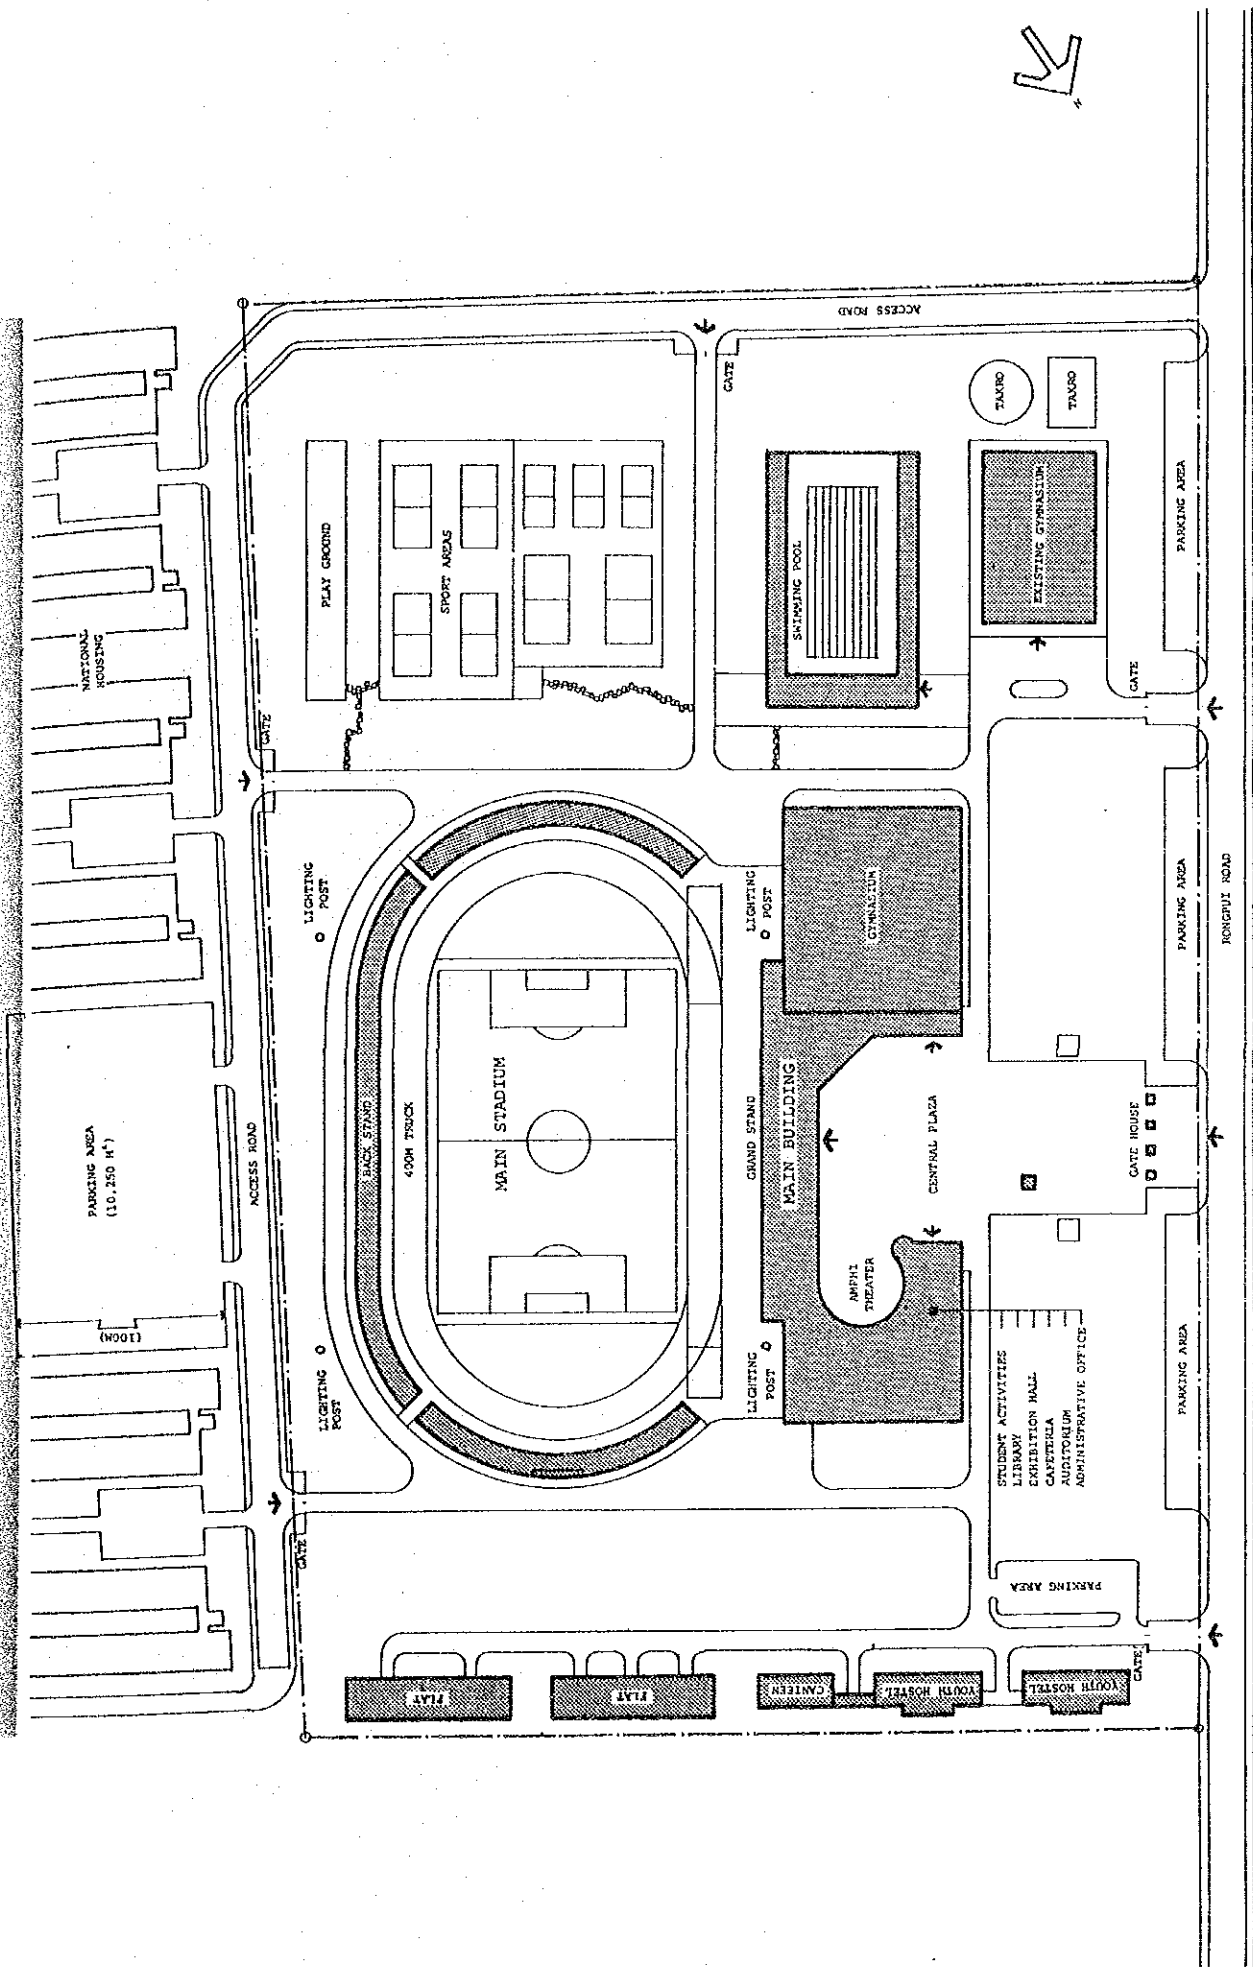 NATIONAL
HOUSING
PARKING AREA
(10,250 M²)
(100M)
ACCESS ROAD
GATE
GATE
PLAY GROUND
SPORT AREAS
ACCESS ROAD
GATE
LIGHTING
POST
LIGHTING
POST
BACK STAND
400M TRUCK
MAIN STADIUM
LIGHTING
POST
LIGHTING
POST
GRAND STAND
MAIN BUILDING
GYMNASIUM
AMPHI
THEATER
CENTRAL PLAZA
SWIMMING POOL
EXISTING GYMNASIUM
TAKRO
TAKRO
GATE
GATE HOUSE
STUDENT ACTIVITIES
LIBRARY
EXHIBITION HALL
CAFETERIA
AUDITORIUM
ADMINISTRATIVE OFFICE
PARKING AREA
PARKING AREA
PARKING AREA
PARKING AREA
FLAT
FLAT
CANTEEN
YOUTH HOSTEL
YOUTH HOSTEL
GATE
N